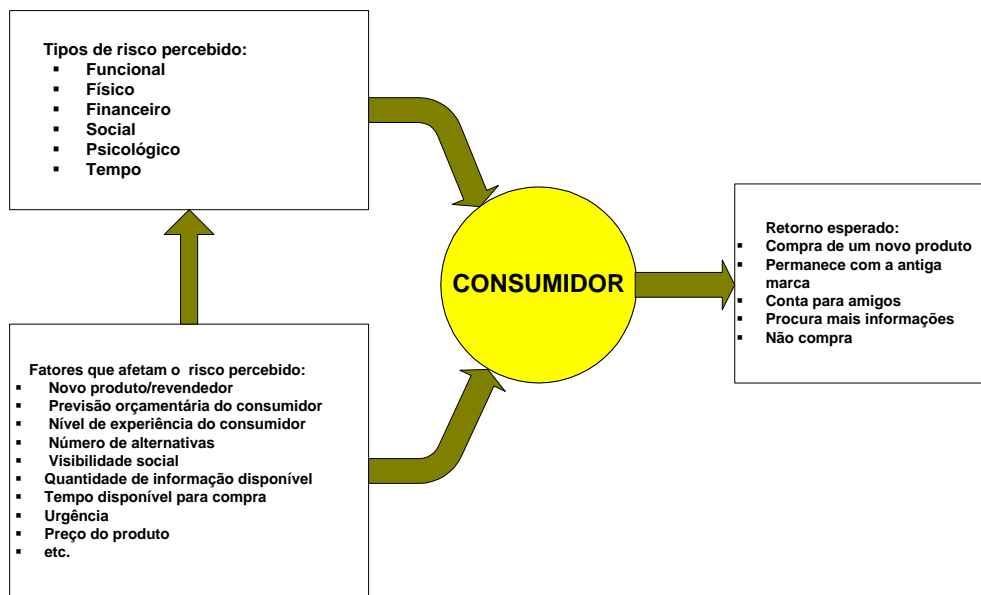 Tipos de risco percebido:
▪ Funcional
▪ Físico
▪ Financeiro
▪ Social
▪ Psicológico
▪ Tempo
CONSUMIDOR
Retorno esperado:
▪ Compra de um novo produto
▪ Permanece com a antiga
marca
▪ Conta para amigos
▪ Procura mais informações
▪ Não compra
Fatores que afetam o risco percebido:
▪ Novo produto/revendedor
▪ Previsão orçamentária do consumidor
▪ Nível de experiência do consumidor
▪ Número de alternativas
▪ Visibilidade social
▪ Quantidade de informação disponível
▪ Tempo disponível para compra
▪ Urgência
▪ Preço do produto
▪ etc.